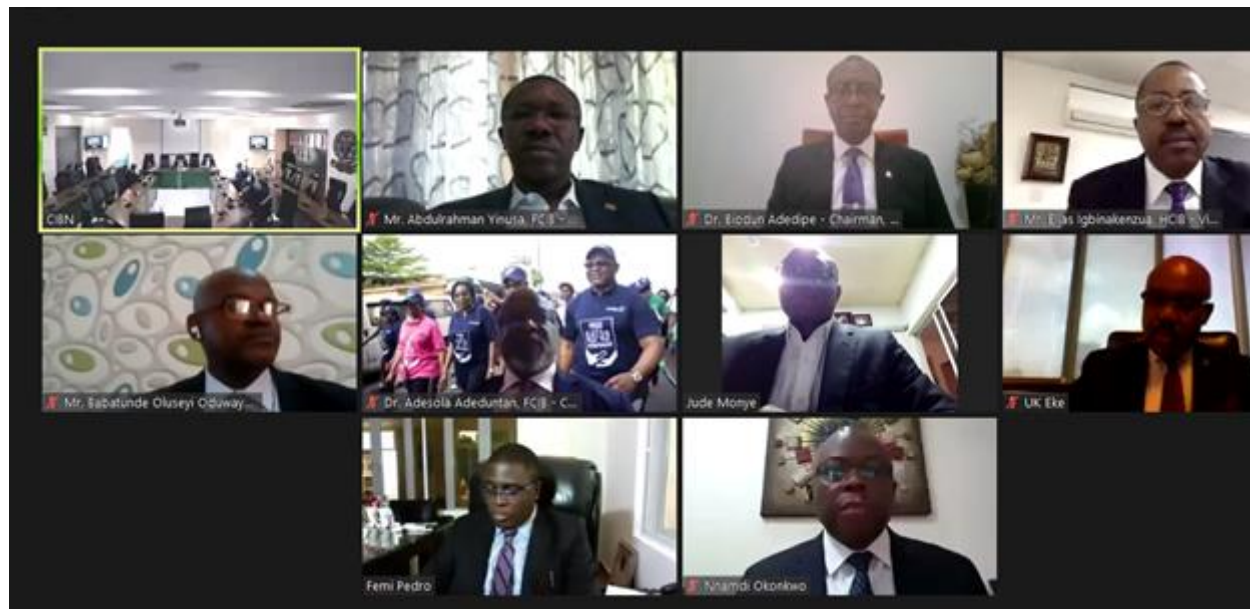 CIBN
Mr. Abdulrahman Yinusa, FCIB - ...
Dr. Biodun Adedipe - Chairman, ...
Mr. Elias Igbinakenzua, HCIB - Vi...
Mr. Babatunde Oluseyi Oduway...
Dr. Adesola Adeduntan, FCIB - C...
Jude Monye
UK Eke
Femi Pedro
Nnamdi Okonkwo